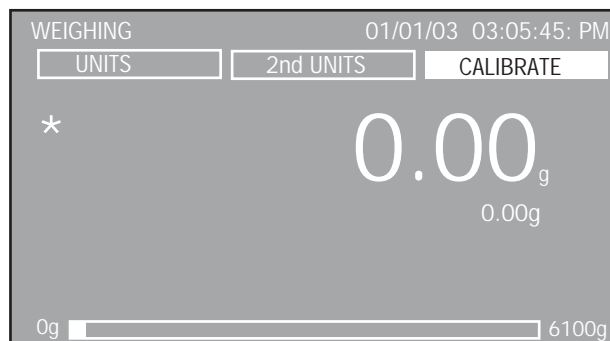 WEIGHING 01/01/03 03:05:45: PM
UNITS 2nd UNITS CALIBRATE
* 0.00g
0.00g
0g 6100g